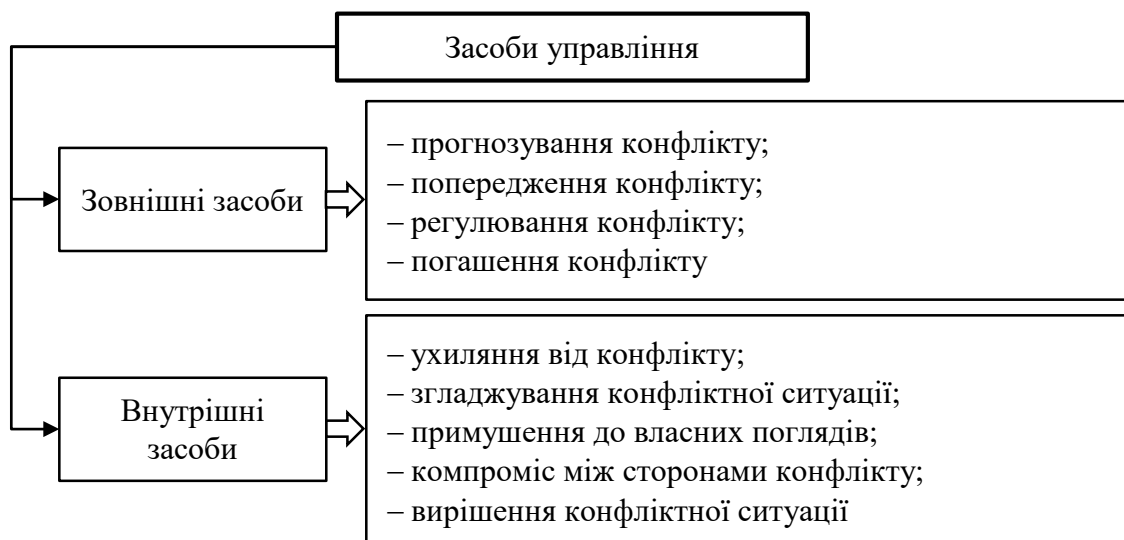 Засоби управління
Зовнішні засоби
– прогнозування конфлікту;
– попередження конфлікту;
– регулювання конфлікту;
– погашення конфлікту
Внутрішні
засоби
– ухиляння від конфлікту;
– згладжування конфліктної ситуації;
– примушення до власних поглядів;
– компроміс між сторонами конфлікту;
– вирішення конфліктної ситуації